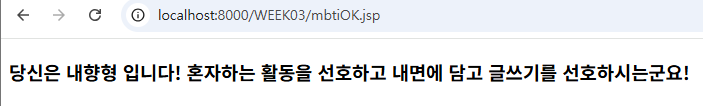 localhost:8000/WEEK03/mbtiOK.jsp
당신은 내향형 입니다! 혼자하는 활동을 선호하고 내면에 담고 글쓰기를 선호하시는군요!